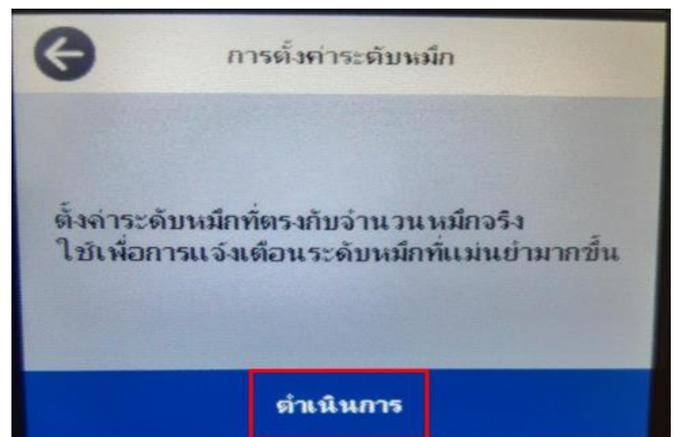 การตั้งค่าระดับหมึก
ตั้งค่าระดับหมึกที่ตรงกับจำนวนหมึกจริง
ใช้เพื่อการแจ้งเตือนระดับหมึกที่แม่นยำมากขึ้น
ดำเนินการ